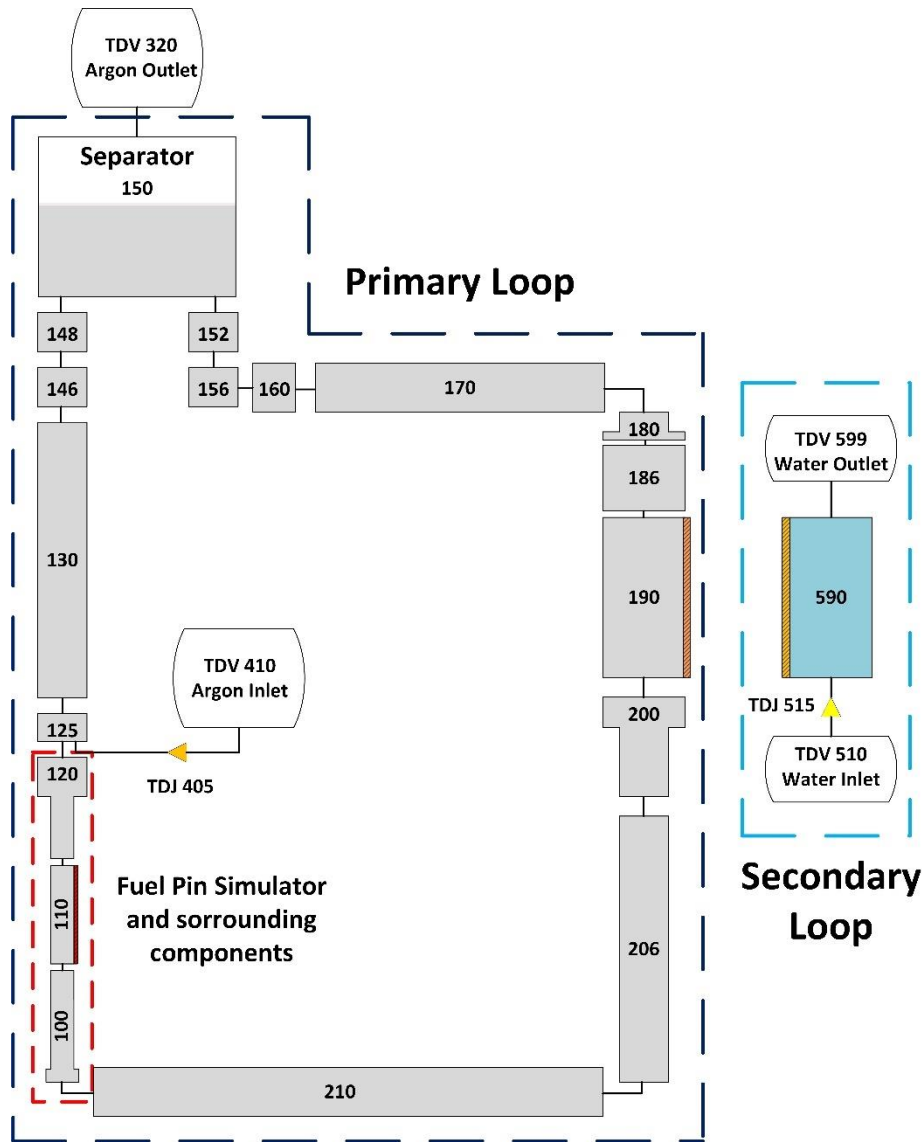 TDV 320
Argon Outlet
Separator
150
Primary Loop
148
152
146
156
160
170
180
186
130
190
TDV 599
Water Outlet
590
TDV 410
Argon Inlet
125
200
TDJ 515
TDV 510
Water Inlet
120
TDJ 405
Fuel Pin Simulator
and sorrounding
components
110
Secondary
Loop
100
206
210